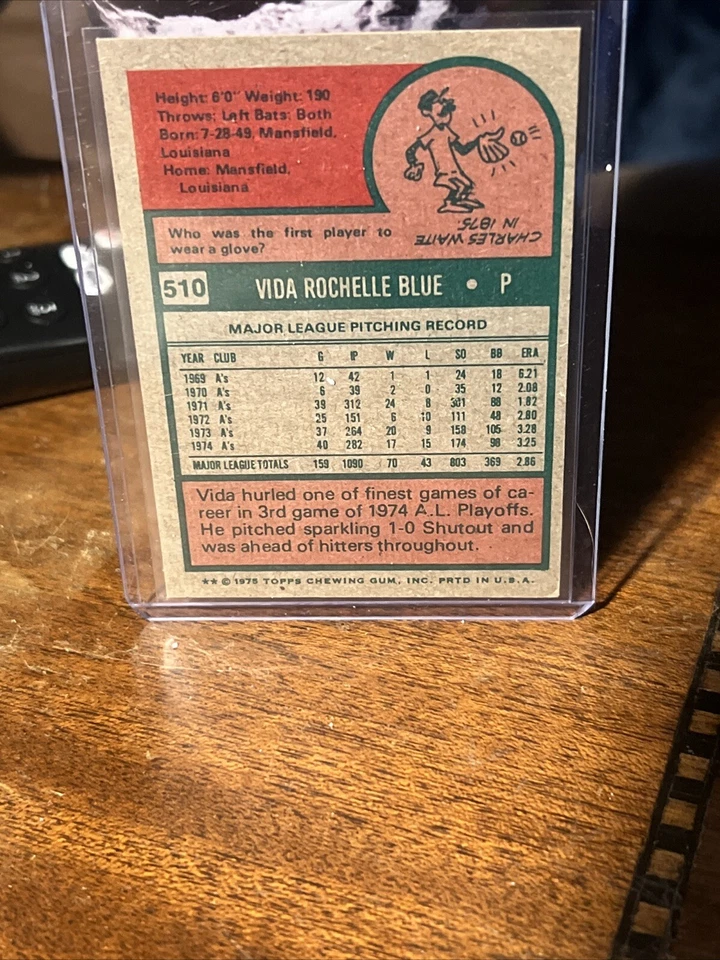 Height: 6'0" Weight: 190
Throws: Left Bats: Both
Born: 7-28-49, Mansfield,
Louisiana
Home: Mansfield,
Louisiana
Who was the first player to
wear a glove?
CHARLES WAITE
IN 1875.
510 VIDA ROCHELLE BLUE • P
MAJOR LEAGUE PITCHING RECORD
YEAR CLUB G IP W L SO BB ERA
1969 A's 12 42 1 1 24 18 6.21
1970 A's 6 39 2 0 35 12 2.08
1971 A's 39 312 24 8 301 88 1.82
1972 A's 25 151 6 10 111 48 2.80
1973 A's 37 264 20 9 158 105 3.28
1974 A's 40 282 17 15 174 98 3.25
MAJOR LEAGUE TOTALS 159 1090 70 43 803 369 2.86
Vida hurled one of finest games of ca-
reer in 3rd game of 1974 A.L. Playoffs.
He pitched sparkling 1-0 Shutout and
was ahead of hitters throughout.
★★ © 1975 TOPPS CHEWING GUM, INC. PRTD IN U.S.A.